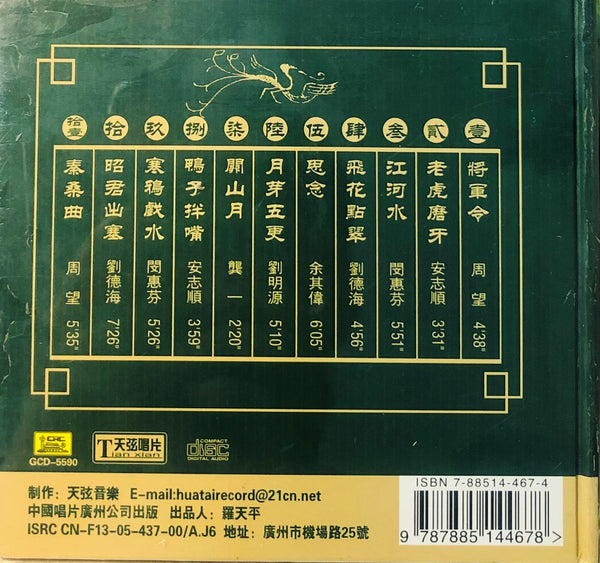 壹 將軍令 周望 4'38"
貳 老虎磨牙 安志順 3'31"
叁 江河水 閔惠芬 5'51"
肆 飛花點翠 劉德海 4'56"
伍 思念 余其偉 6'05"
陸 月芽五更 劉明源 5'10"
柒 關山月 龔一 2'20"
捌 鴨子拌嘴 安志順 3'59"
玖 寒鴉戲水 閔惠芬 5'26"
拾 昭君出塞 劉德海 7'26"
拾壹 秦桑曲 周望 5'35"
CRC
GCD-5590
T天弦唱片
Tian xian
COMPACT
disc
DIGITAL AUDIO
制作：天弦音樂 E-mail:huatairecord@21cn.net
中國唱片廣州公司出版 出品人：羅天平
ISRC CN-F13-05-437-00/A.J6 地址：廣州市機場路25號
ISBN 7-88514-467-4
9 787885 144678 >